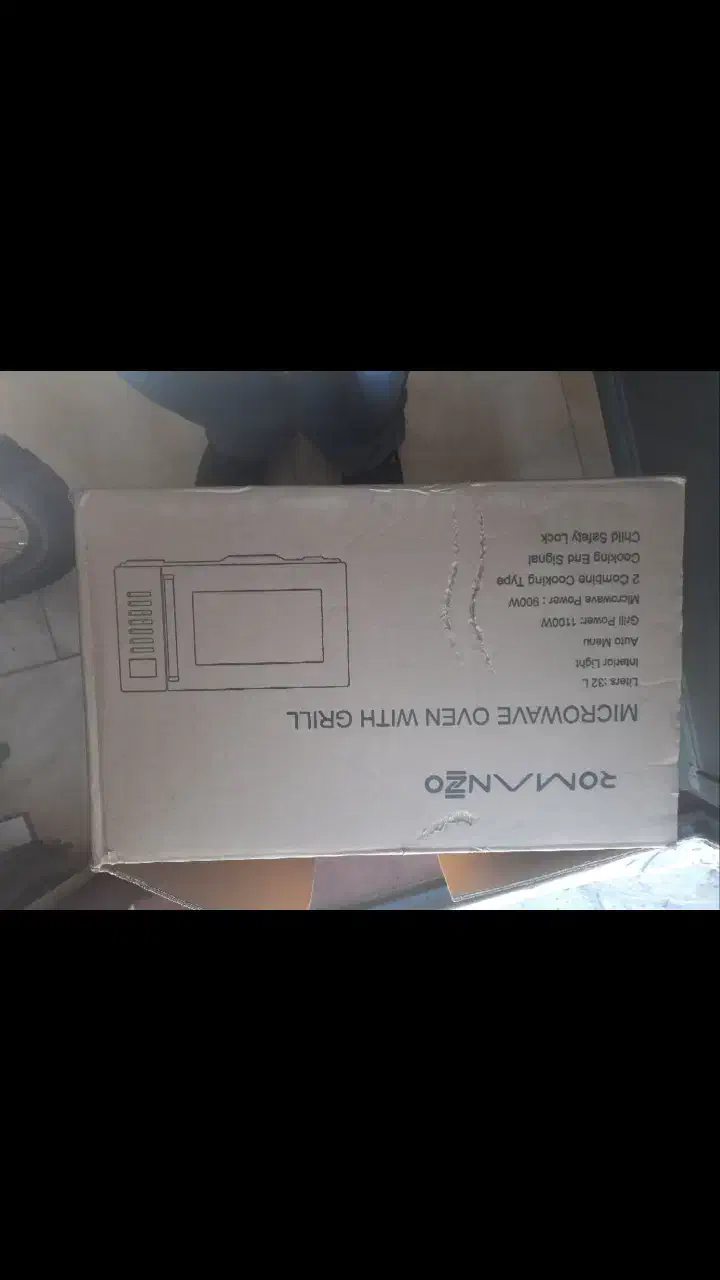 ROMANZO
MICROWAVE OVEN WITH GRILL
Liters :32 L
Interior Light
Auto Manu
Grill Power: 1100W
Microwave Power : 900W
2 Combine Cooking Type
Cooking End Signal
Child Safety Lock